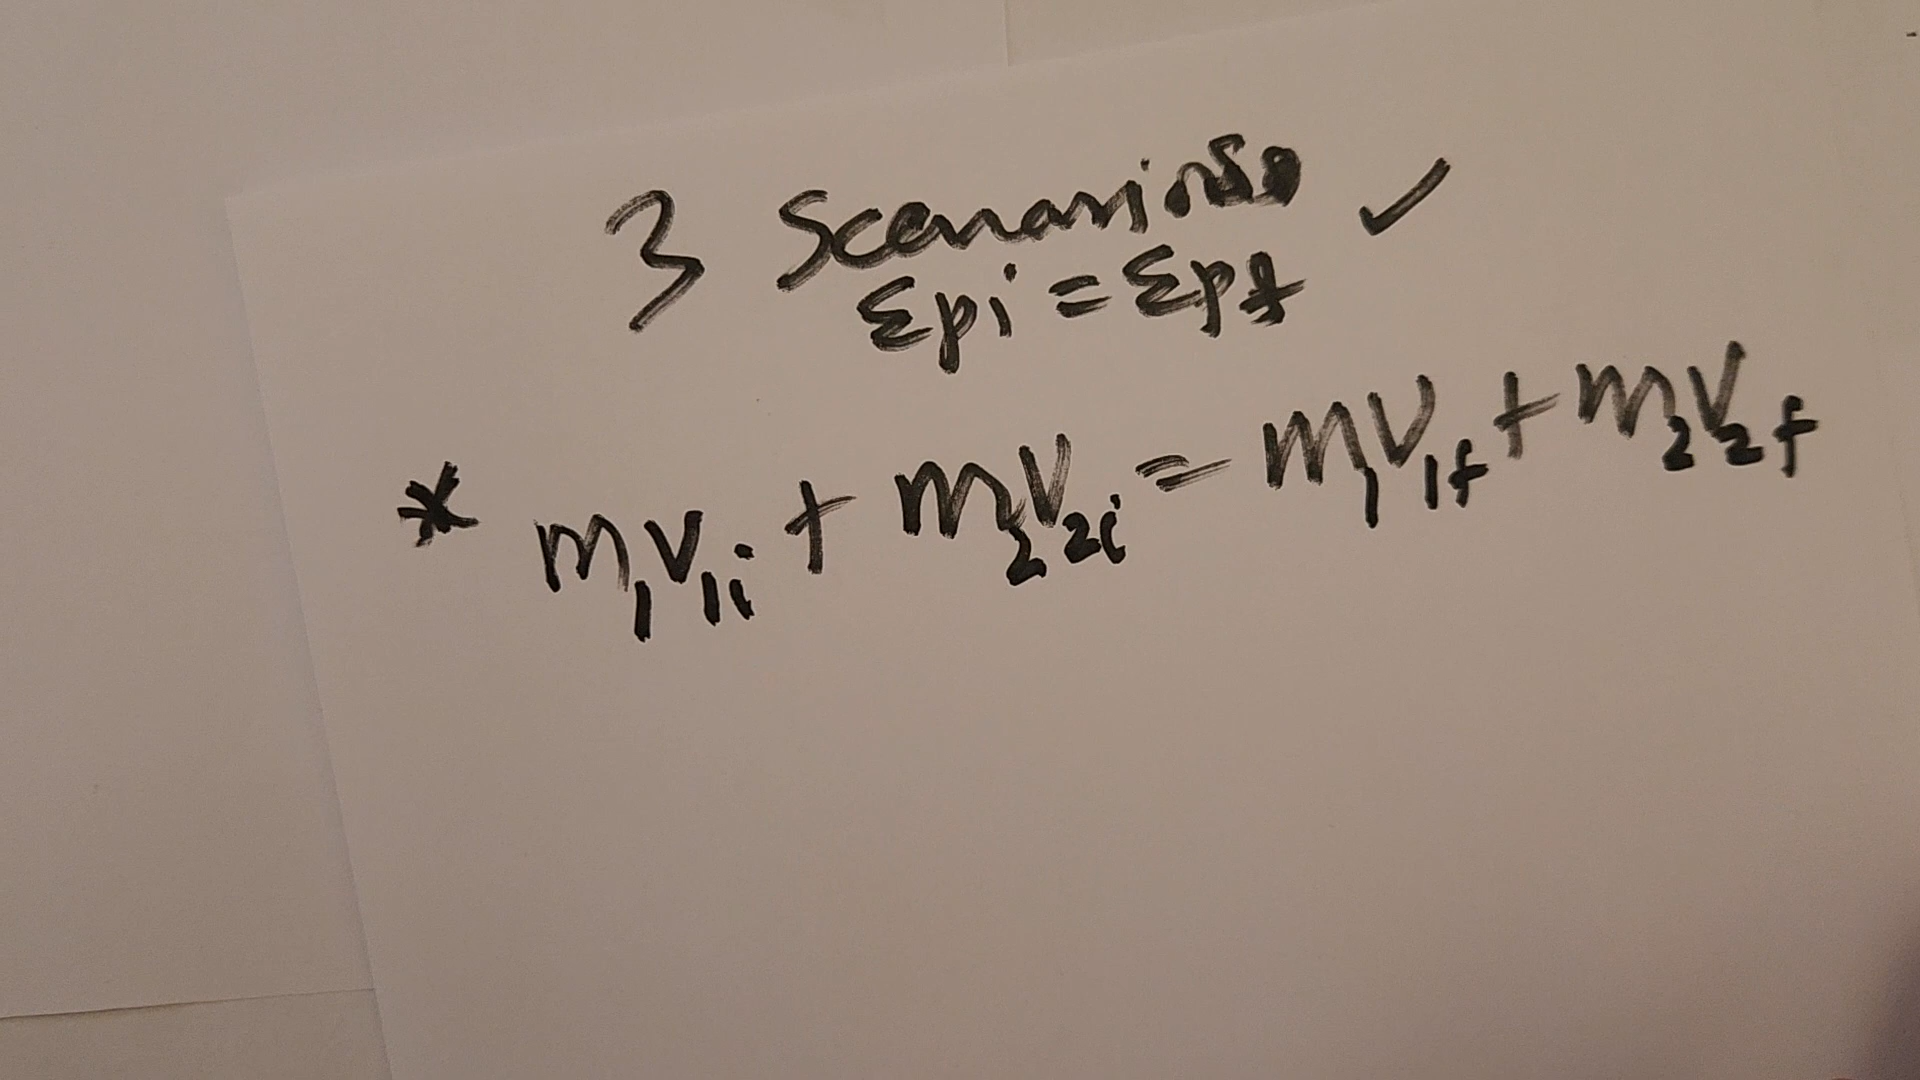 3 Scenarios ✓
Σpi = Σpf
* m₁v₁ᵢ + m₂v₂ᵢ = m₁v₁f + m₂v₂f